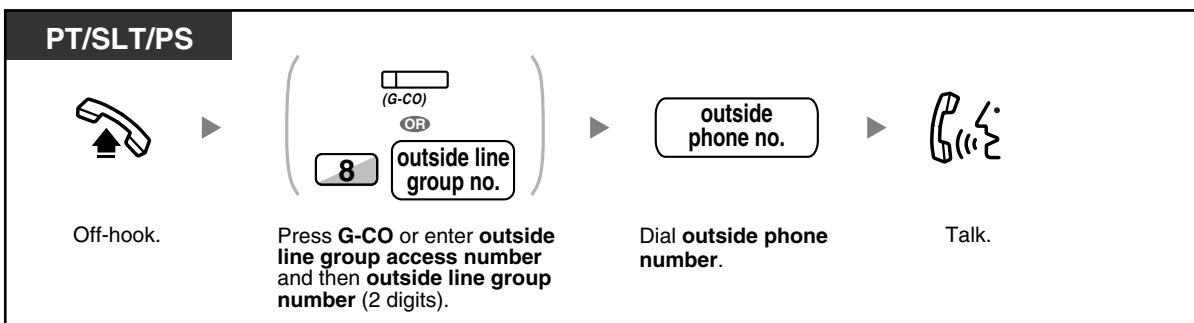 PT/SLT/PS
(G-CO)
OR
8
outside line
group no.
outside
phone no.
Off-hook.
Press G-CO or enter outside
line group access number
and then outside line group
number (2 digits).
Dial outside phone
number.
Talk.